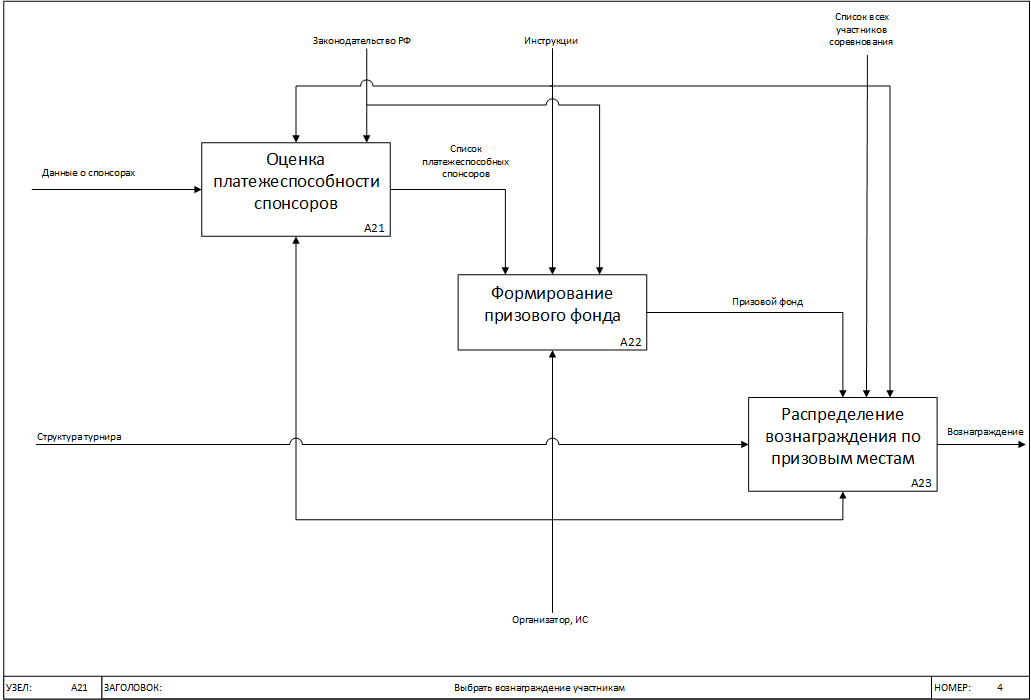 Список всех
участников
соревнования
Законодательство РФ
Инструкции
Данные о спонсорах
Оценка
платежеспособности
спонсоров
A21
Список
платежеспособных
спонсоров
Формирование
призового фонда
A22
Призовой фонд
Структура турнира
Распределение
вознаграждения по
призовым местам
A23
Вознаграждение
Организатор, ИС
УЗЕЛ: A21 ЗАГОЛОВОК: Выбрать вознаграждение участникам НОМЕР: 4